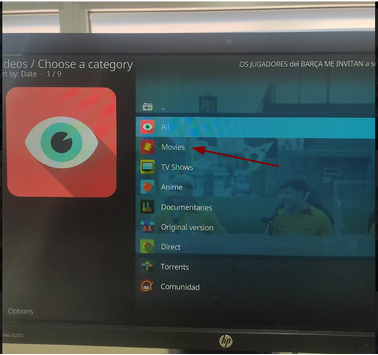 deos / Choose a category
OS JUGADORES del BARÇA ME INVITAN a su
rt by: Date · 1 / 9
..
All
Movies
TV Shows
Anime
Documentaries
Original version
Direct
Torrents
Comunidad
Options
hp